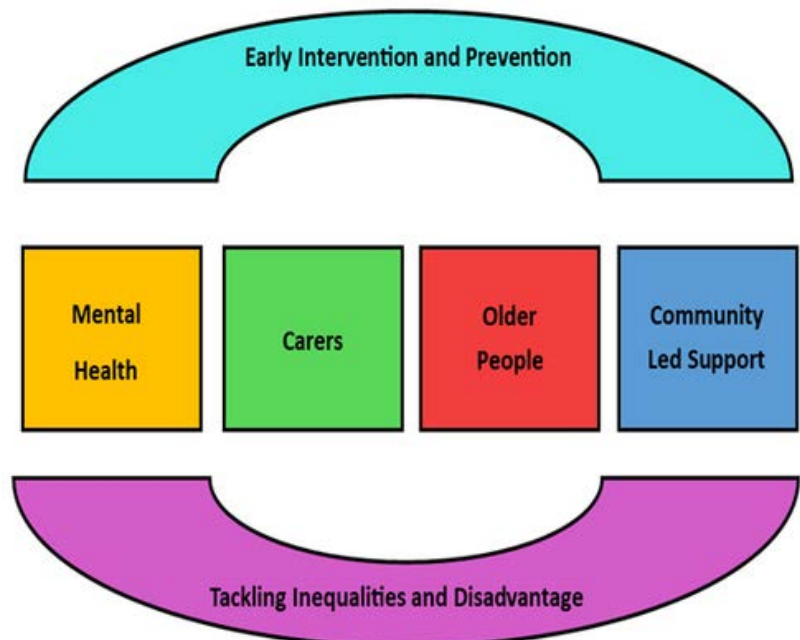 Early Intervention and Prevention
Mental
Health
Carers
Older
People
Community
Led Support
Tackling Inequalities and Disadvantage